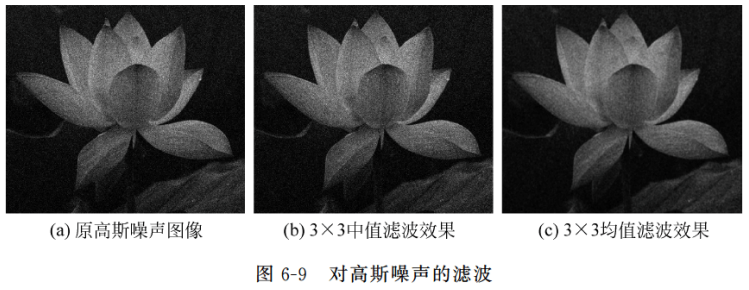 (a) 原高斯噪声图像
(b) 3×3中值滤波效果
(c) 3×3均值滤波效果
图 6-9 对高斯噪声的滤波